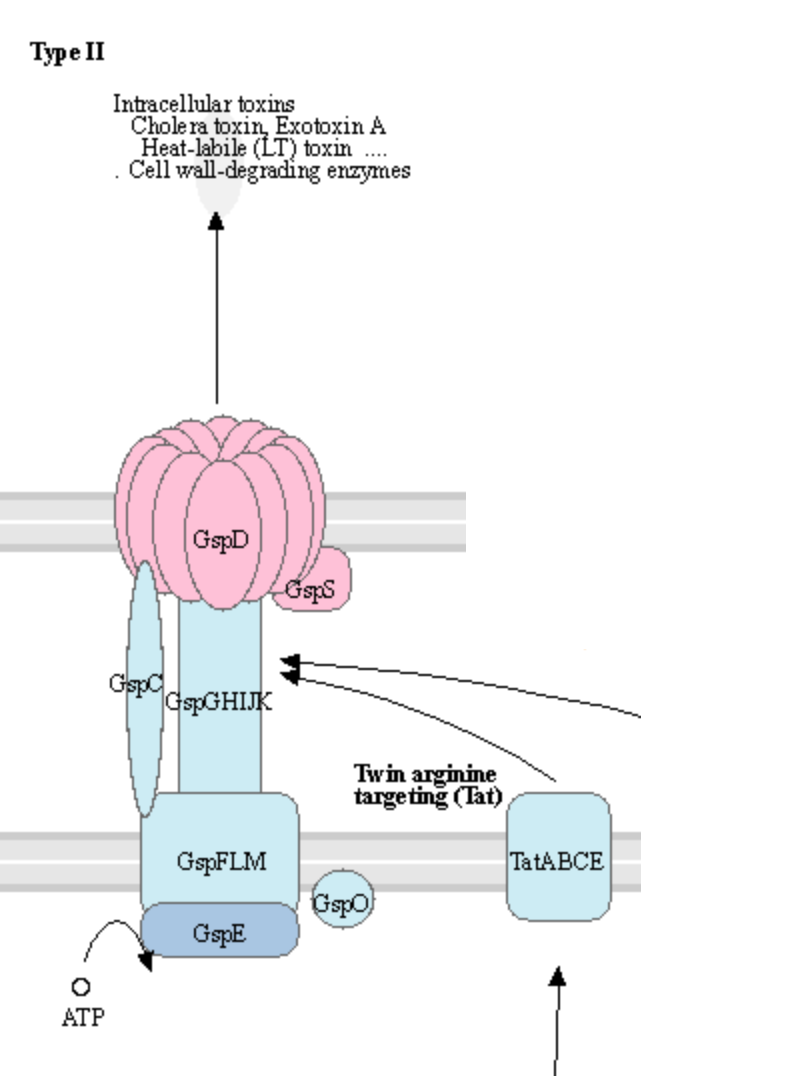 Type II
Intracellular toxins
Cholera toxin, Exotoxin A
Heat-labile (LT) toxin ....
. Cell wall-degrading enzymes
GspD
GspS
GspC
GspGHIJK
Twin arginine
targeting (Tat)
GspFLM
TatABCE
GspO
GspE
ATP